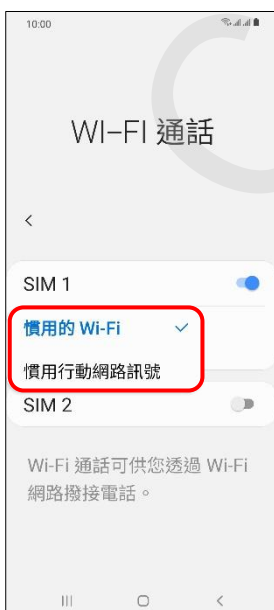 10:00
WI-FI 通話
SIM 1
慣用的 Wi-Fi
慣用行動網路訊號
SIM 2
Wi-Fi 通話可供您透過 Wi-Fi
網路撥接電話。